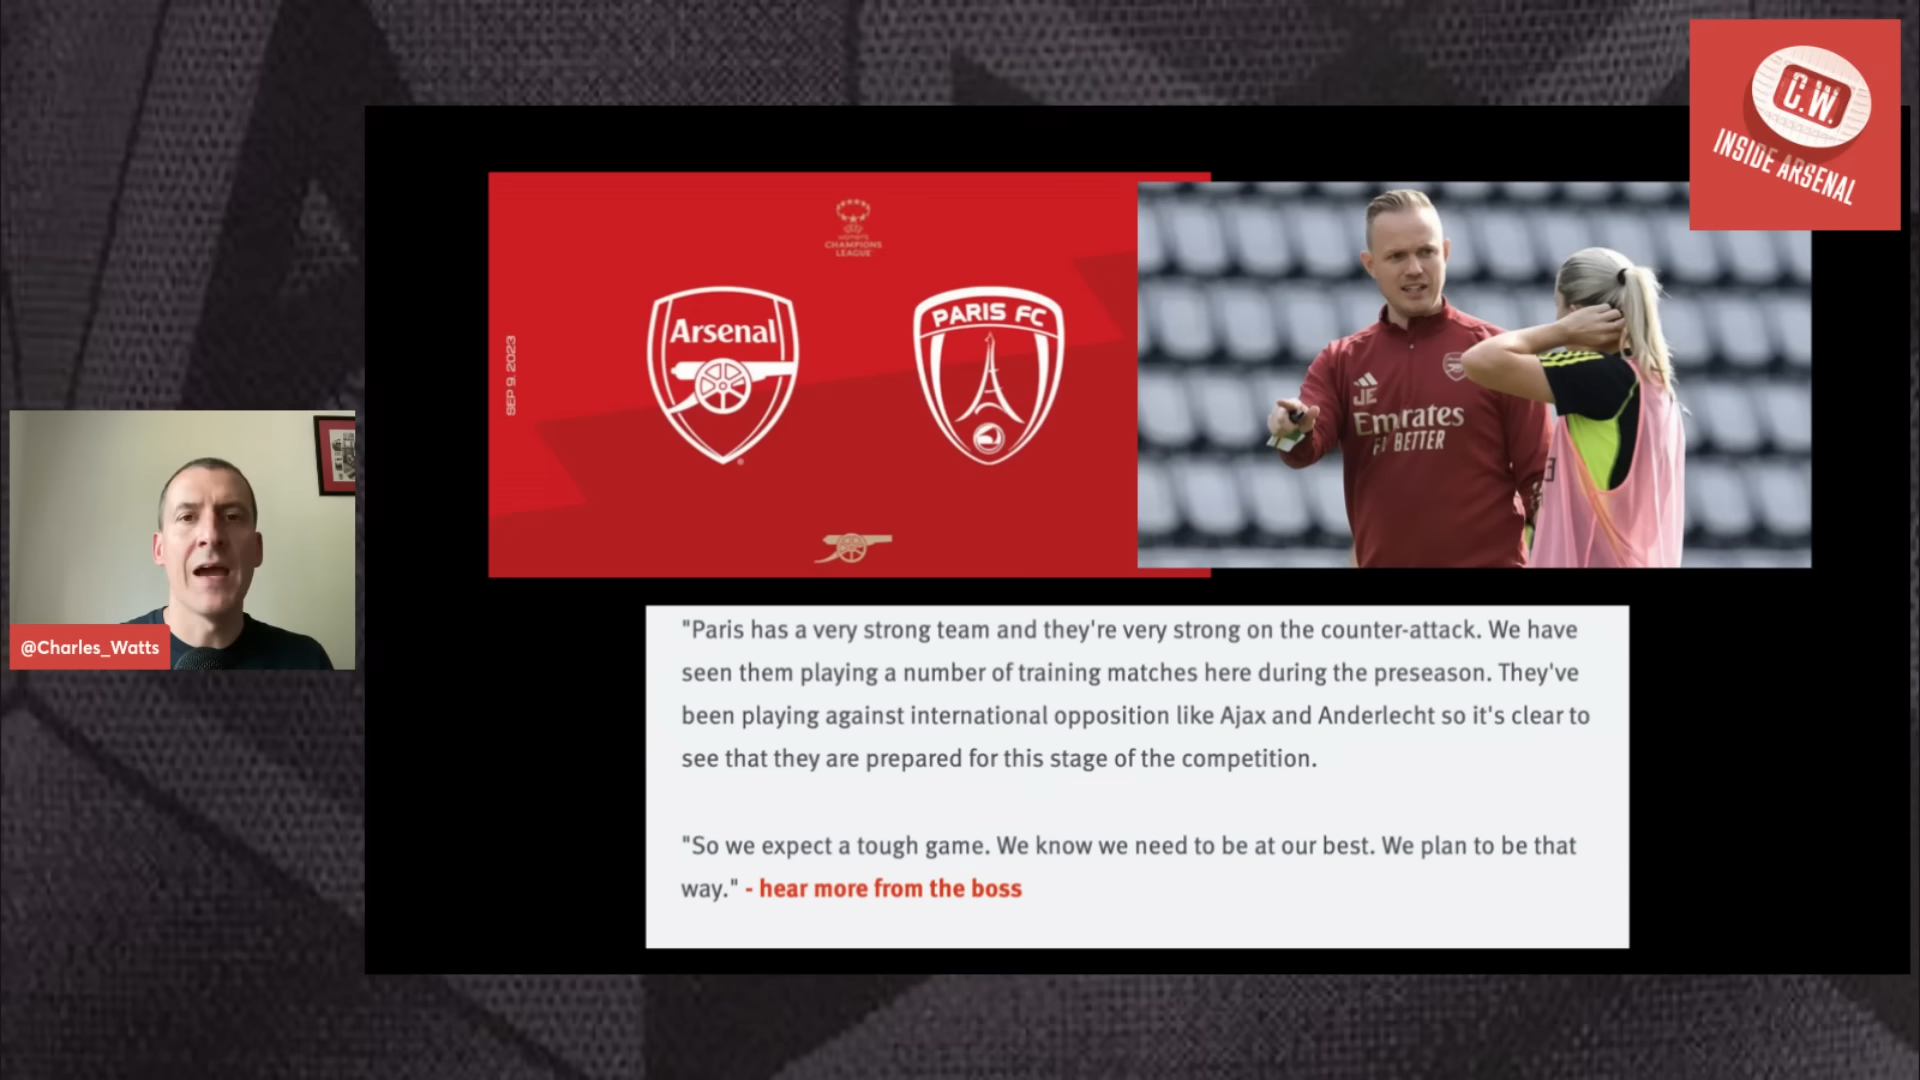 C.W.
INSIDE ARSENAL
WOMEN'S
CHAMPIONS
LEAGUE
SEP 9. 2023
Arsenal
PARIS FC
JE
Emirates
FLY BETTER
@Charles_Watts
"Paris has a very strong team and they're very strong on the counter-attack. We have
seen them playing a number of training matches here during the preseason. They've
been playing against international opposition like Ajax and Anderlecht so it's clear to
see that they are prepared for this stage of the competition.
"So we expect a tough game. We know we need to be at our best. We plan to be that
way." - hear more from the boss